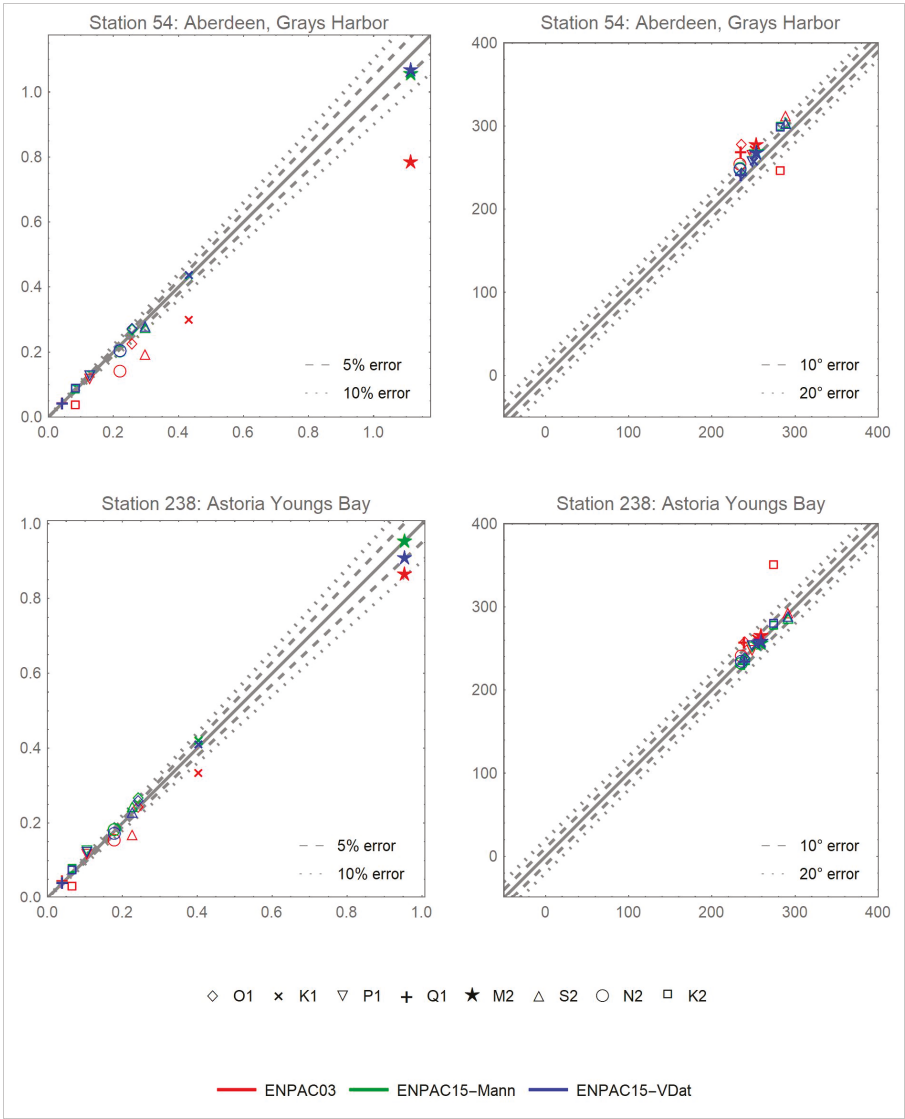 Station 54: Aberdeen, Grays Harbor
1.0
0.8
0.6
0.4
0.2
0.0
0.0 0.2 0.4 0.6 0.8 1.0
5% error
10% error
Station 54: Aberdeen, Grays Harbor
400
300
200
100
0
0 100 200 300 400
10° error
20° error
Station 238: Astoria Youngs Bay
1.0
0.8
0.6
0.4
0.2
0.0
0.0 0.2 0.4 0.6 0.8 1.0
5% error
10% error
Station 238: Astoria Youngs Bay
400
300
200
100
0
0 100 200 300 400
10° error
20° error
O1 K1 P1 Q1 M2 S2 N2 K2
ENPAC03 ENPAC15−Mann ENPAC15−VDat